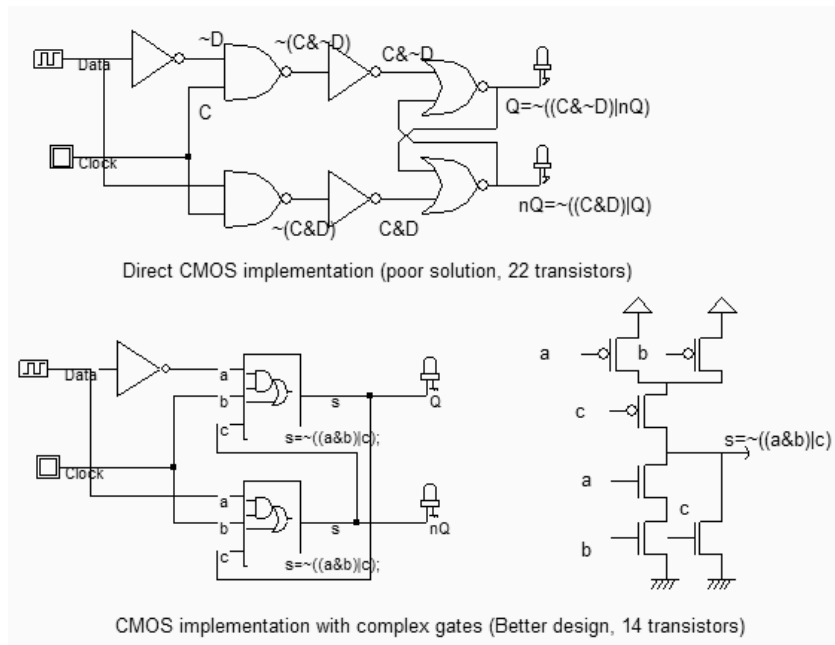 ~D
~(C&~D)
C&~D
Data
C
Q=~((C&~D)|nQ)
Clock
nQ=~((C&D)|Q)
~(C&D)
C&D
Direct CMOS implementation (poor solution, 22 transistors)
a
b
Data
a
b
s
Q
c
c
s=~((a&b)|c);
s=~((a&b)|c)
Clock
a
a
c
b
s
nQ
c
s=~((a&b)|c);
b
CMOS implementation with complex gates (Better design, 14 transistors)